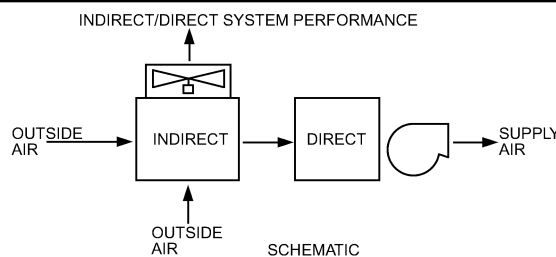 INDIRECT/DIRECT SYSTEM PERFORMANCE
OUTSIDE
AIR
INDIRECT
DIRECT
SUPPLY
AIR
OUTSIDE
AIR
SCHEMATIC